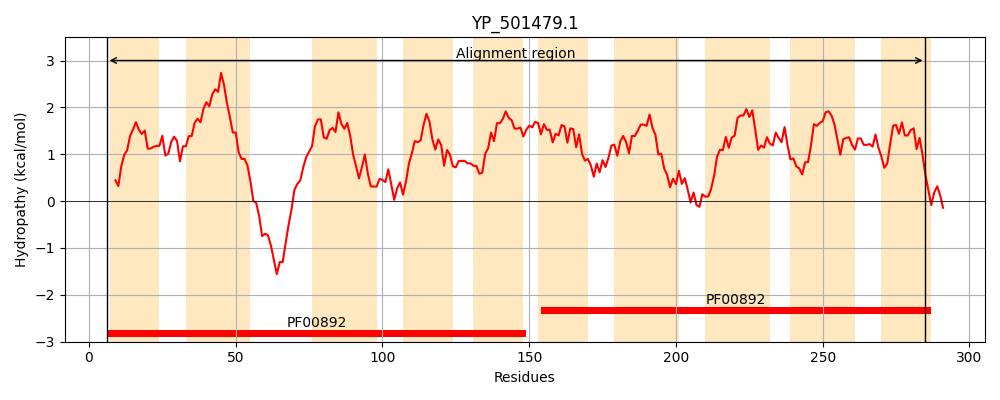 YP_501479.1
Hydropathy (kcal/mol)
3
2
1
0
−1
−2
−3
Alignment region
PF00892
PF00892
0 50 100 150 200 250 300
Residues